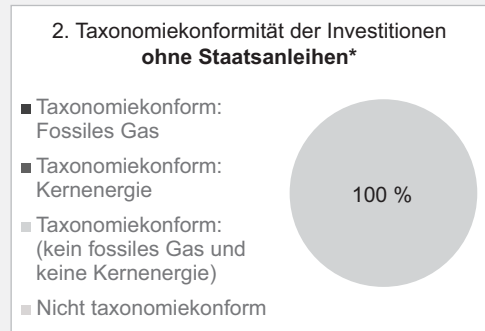 2. Taxonomiekonformität der Investitionen
ohne Staatsanleihen*
Taxonomiekonform:
Fossiles Gas
Taxonomiekonform:
Kernenergie
Taxonomiekonform:
(kein fossiles Gas und
keine Kernenergie)
Nicht taxonomiekonform
100 %